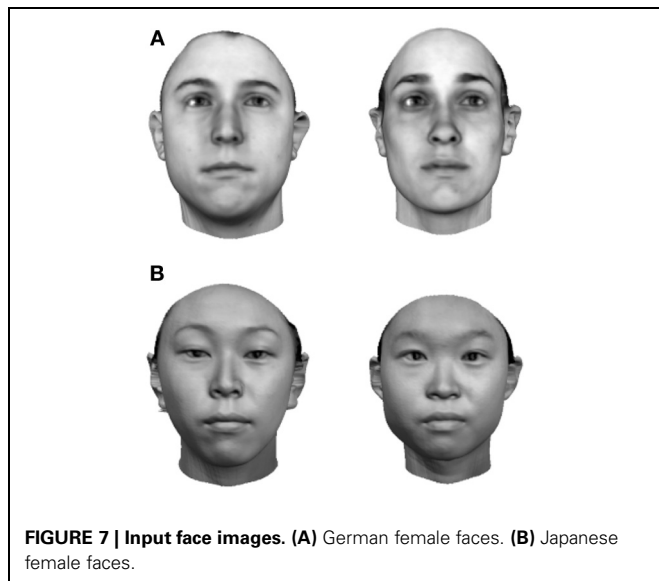 A
B
FIGURE 7 | Input face images. (A) German female faces. (B) Japanese
female faces.